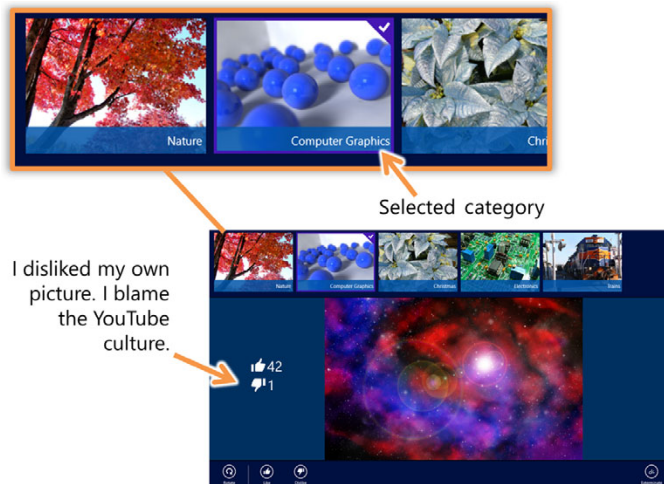 Nature
Computer Graphics
Chri
Selected category
I disliked my own
picture. I blame
the YouTube
culture.
Nature
Computer Graphics
Christmas
Electronics
Trains
42
1
Rotate
Like
Dislike